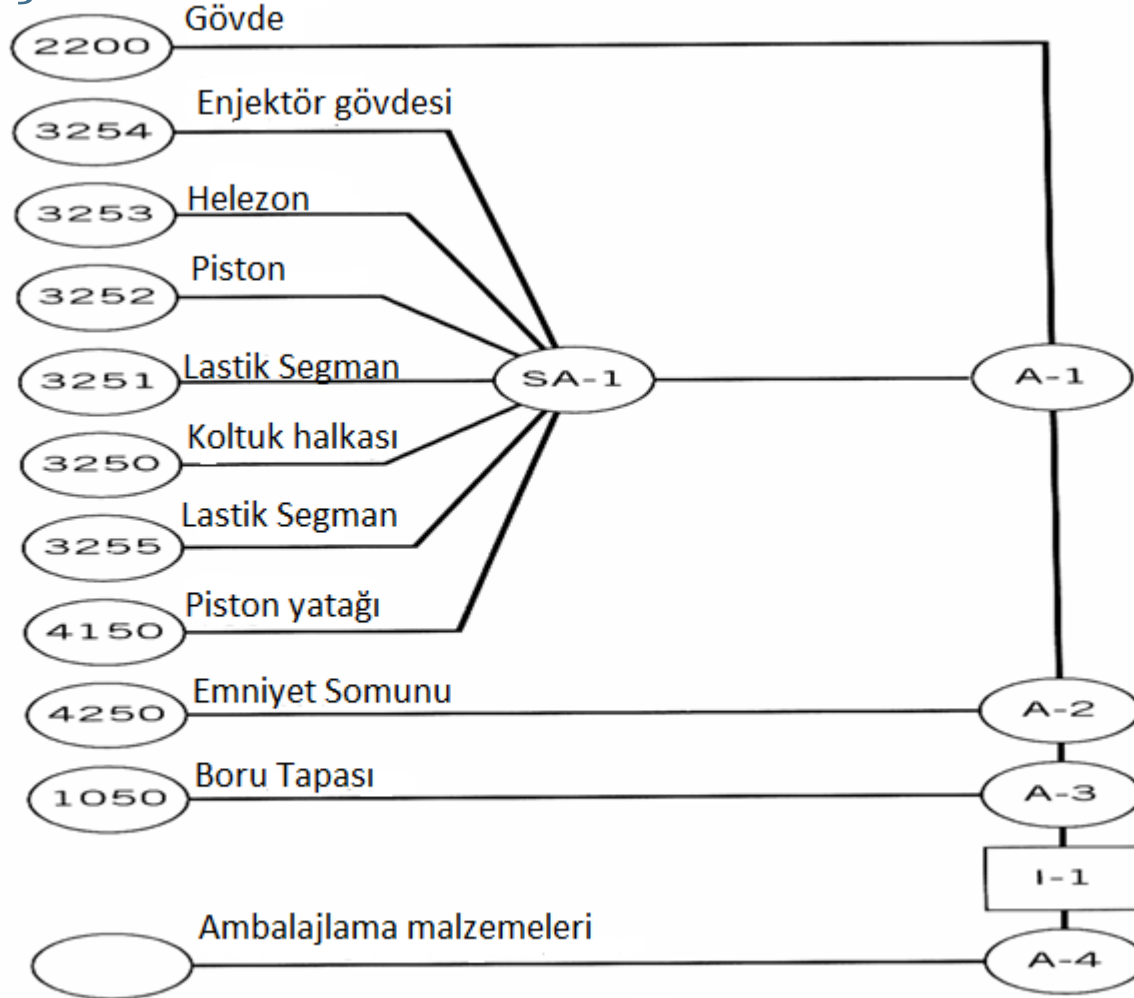 Gövde
2200
Enjektör gövdesi
3254
Helezon
3253
Piston
3252
Lastik Segman
3251
SA-1
A-1
Koltuk halkası
3250
Lastik Segman
3255
Piston yatağı
4150
Emniyet Somunu
4250
A-2
Boru Tapası
1050
A-3
I-1
Ambalajlama malzemeleri
A-4